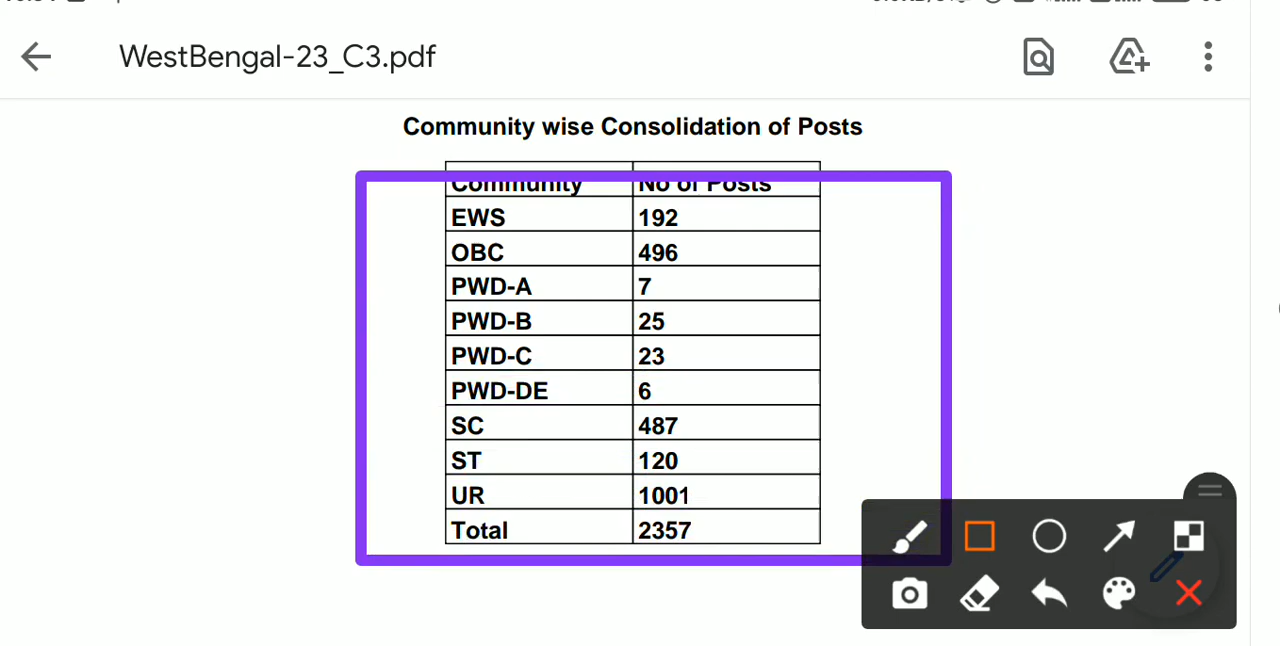 WestBengal-23_C3.pdf
Community wise Consolidation of Posts
Community No of Posts
EWS 192
OBC 496
PWD-A 7
PWD-B 25
PWD-C 23
PWD-DE 6
SC 487
ST 120
UR 1001
Total 2357